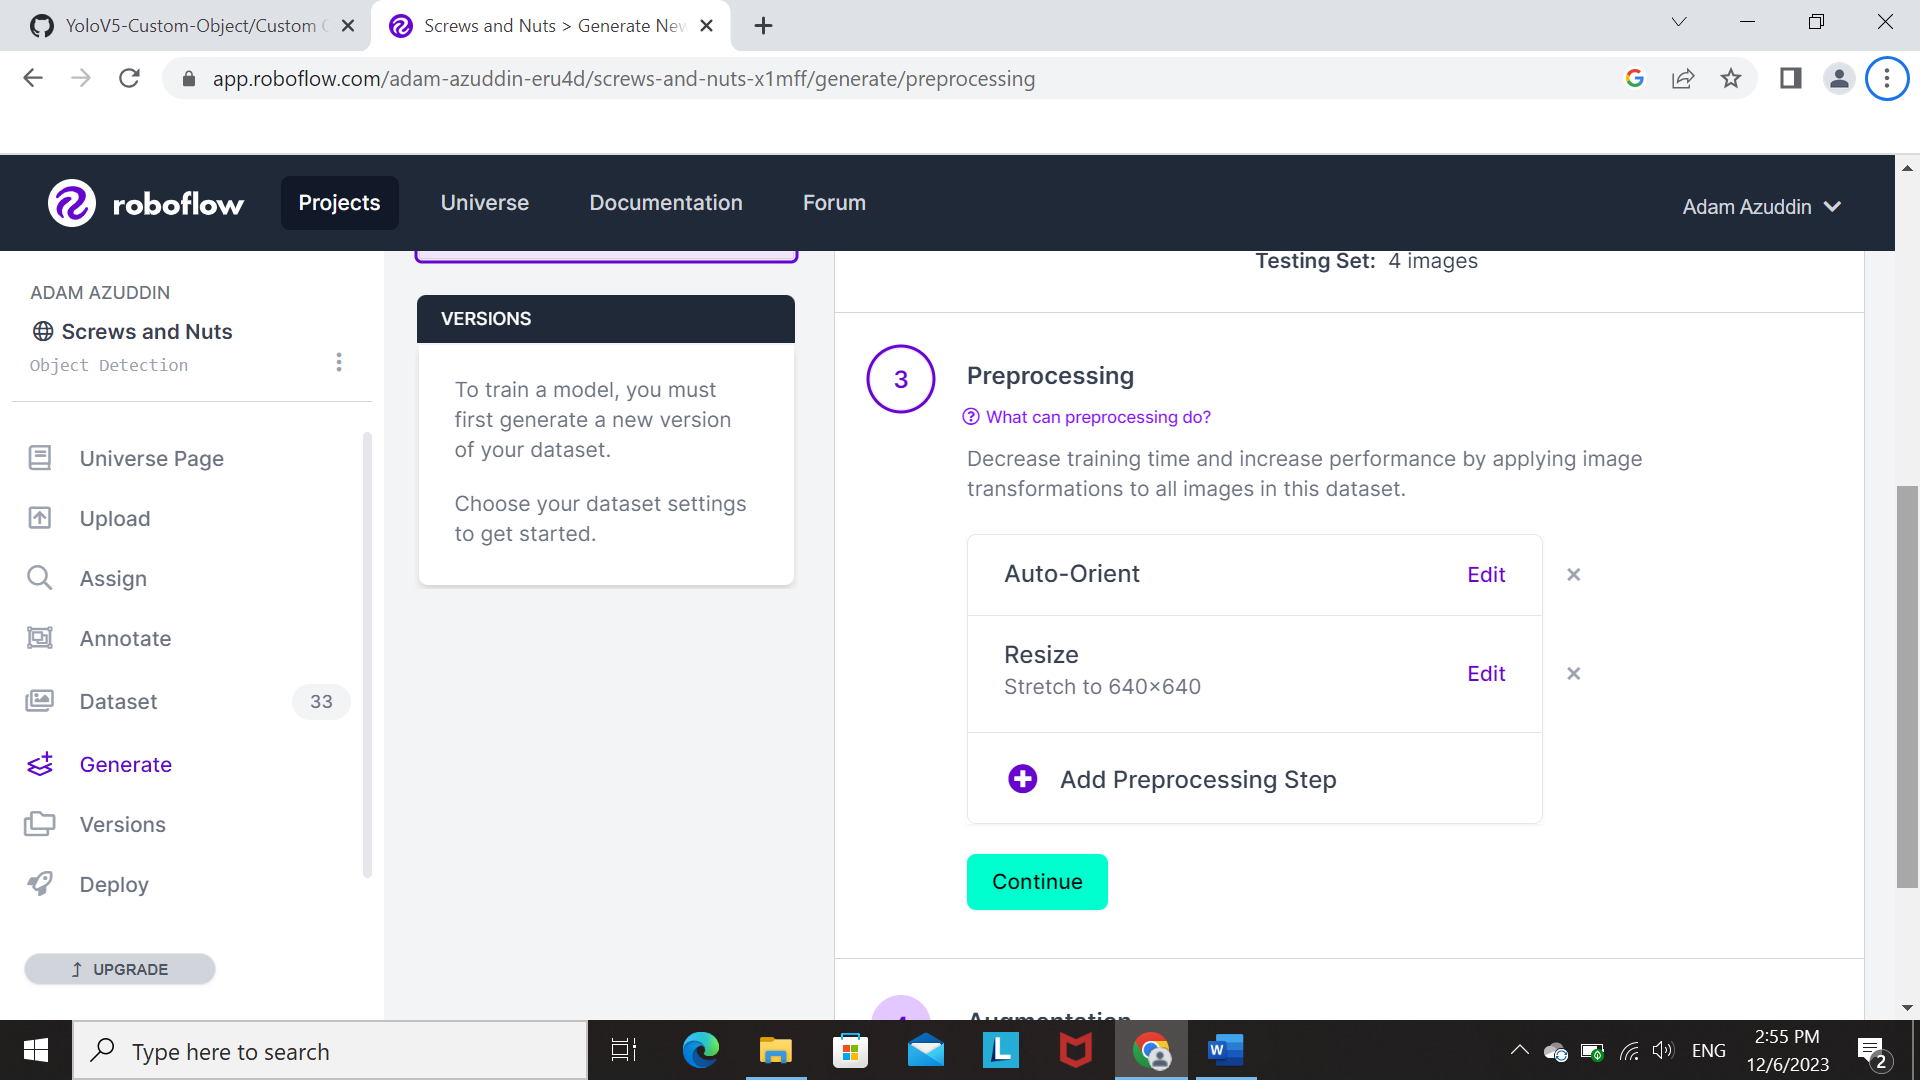 YoloV5-Custom-Object/Custom
Screws and Nuts > Generate New
app.roboflow.com/adam-azuddin-eru4d/screws-and-nuts-x1mff/generate/preprocessing
roboflow
Projects
Universe
Documentation
Forum
Adam Azuddin
ADAM AZUDDIN
Screws and Nuts
Object Detection
Universe Page
Upload
Assign
Annotate
Dataset
33
Generate
Versions
Deploy
UPGRADE
VERSIONS
To train a model, you must
first generate a new version
of your dataset.
Choose your dataset settings
to get started.
Testing Set: 4 images
3
Preprocessing
What can preprocessing do?
Decrease training time and increase performance by applying image
transformations to all images in this dataset.
Auto-Orient
Edit
Resize
Stretch to 640×640
Edit
Add Preprocessing Step
Continue
4
Augmentation
Type here to search
ENG
2:55 PM
12/6/2023
2